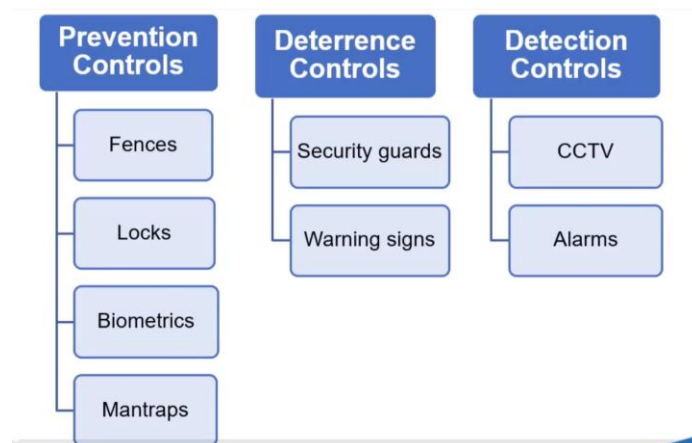 Prevention
Controls
Fences
Locks
Biometrics
Mantraps
Deterrence
Controls
Security guards
Warning signs
Detection
Controls
CCTV
Alarms